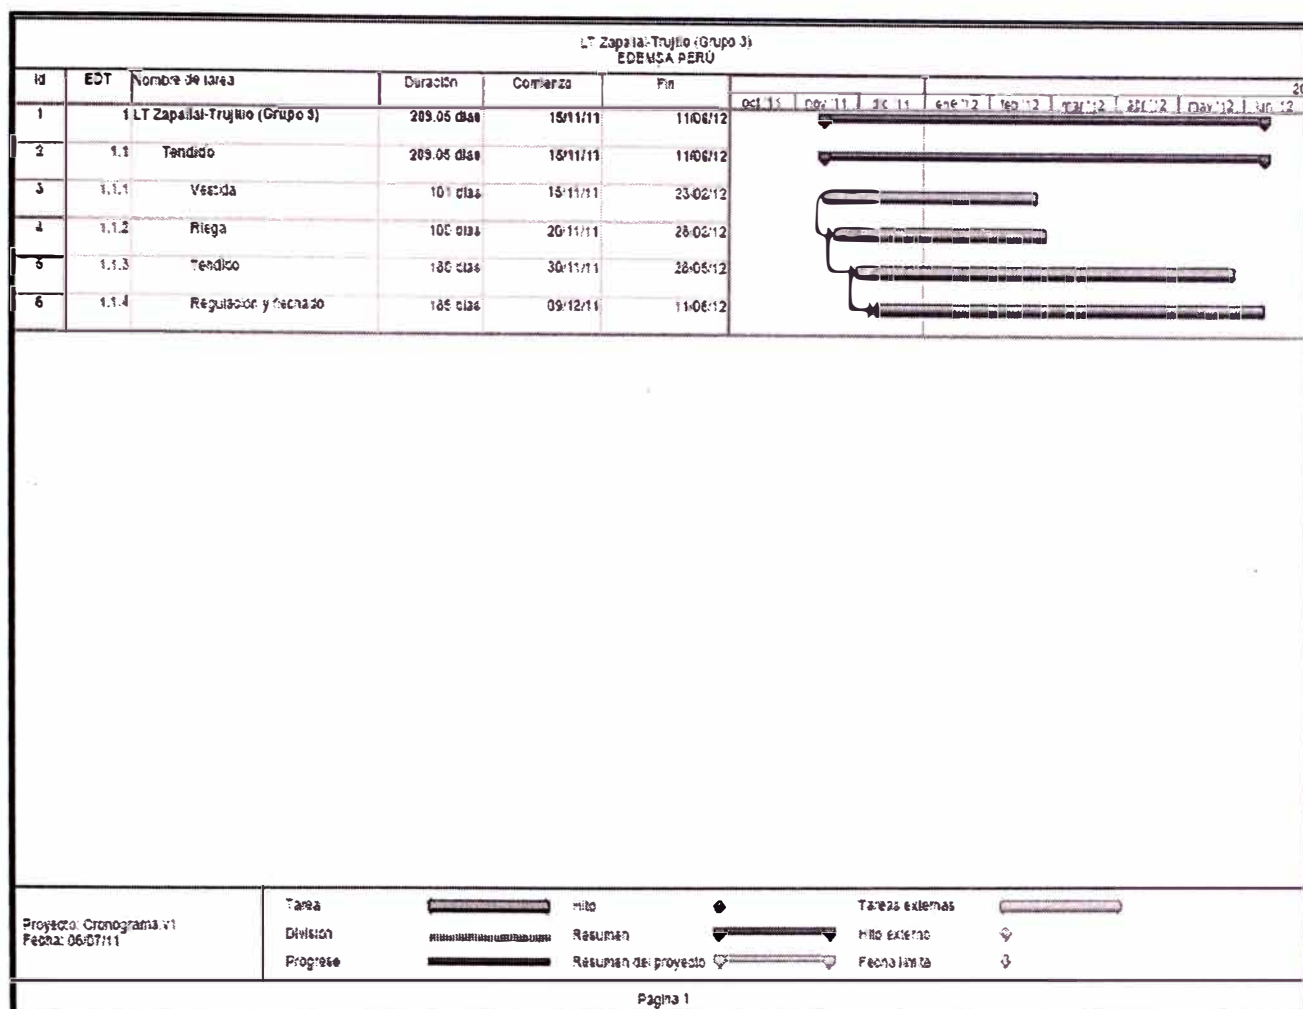 LT Zapallal-Trujillo (Grupo 3)
EDEMSA PERÚ
Id EDT Nombre de tarea Duración Comienzo Fin
oct '11 nov '11 dic '11 ene '12 feb '12 mar '12 abr '12 may '12 jun '12
1 1 LT Zapallal-Trujillo (Grupo 3) 209.05 días 15/11/11 11/06/12
2 1.1 Tendido 209.05 días 15/11/11 11/06/12
3 1.1.1 Vestida 101 días 15/11/11 23/02/12
4 1.1.2 Riega 100 días 20/11/11 28/02/12
5 1.1.3 Tendido 180 días 30/11/11 28/05/12
6 1.1.4 Regulación y flechado 185 días 09/12/11 11/06/12
Proyecto: Cronograma.V1
Fecha: 06/07/11
Tarea Hito Tareas externas
División Resumen Hito externo
Progreso Resumen del proyecto Fecha límite
Página 1